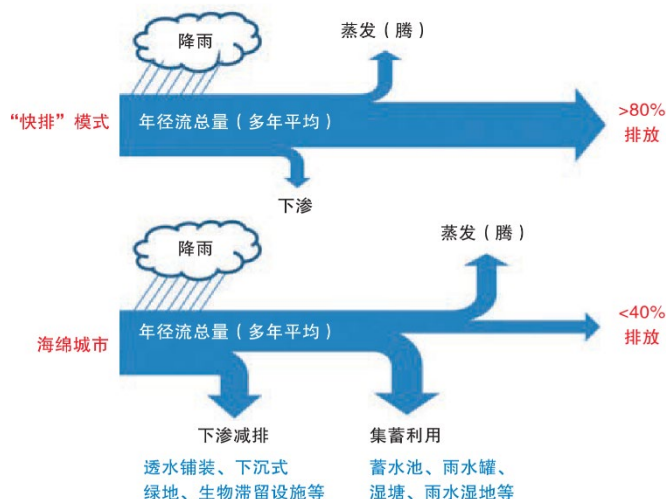 降雨
蒸发（腾）
“快排”模式
年径流总量（多年平均）
>80%
排放
下渗
降雨
蒸发（腾）
海绵城市
年径流总量（多年平均）
<40%
排放
下渗减排
集蓄利用
透水铺装、下沉式
绿地、生物滞留设施等
蓄水池、雨水罐、
湿塘、雨水湿地等